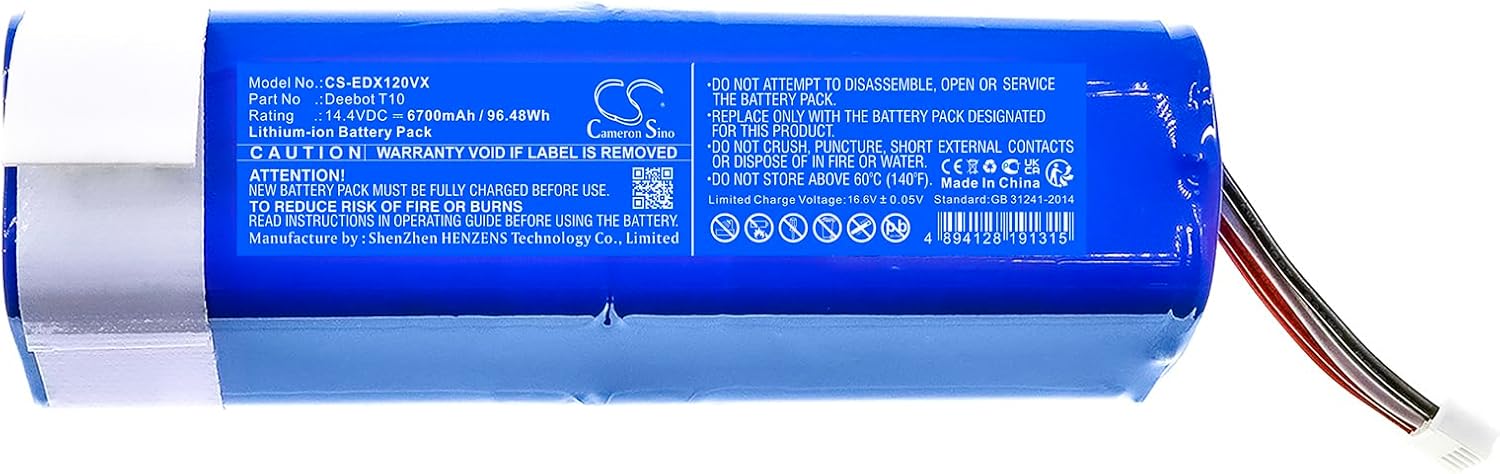 Model No.:CS-EDX120VX
Part No .:Deebot T10
Rating .:14.4VDC ⎓ 6700mAh / 96.48Wh
Lithium-ion Battery Pack
CS
Cameron Sino
CAUTION WARRANTY VOID IF LABEL IS REMOVED
ATTENTION!
NEW BATTERY PACK MUST BE FULLY CHARGED BEFORE USE.
TO REDUCE RISK OF FIRE OR BURNS
READ INSTRUCTIONS IN OPERATING GUIDE BEFORE USING THE BATTERY.
Manufacture by : ShenZhen HENZENS Technology Co., Limited
•DO NOT ATTEMPT TO DISASSEMBLE, OPEN OR SERVICE
THE BATTERY PACK.
•REPLACE ONLY WITH THE BATTERY PACK DESIGNATED
FOR THIS PRODUCT.
•DO NOT CRUSH, PUNCTURE, SHORT EXTERNAL CONTACTS
OR DISPOSE OF IN FIRE OR WATER.
•DO NOT STORE ABOVE 60°C (140°F).
CE UKCA
Made In China
Limited Charge Voltage:16.6V ± 0.05V Standard:GB 31241-2014
Pb
4 894128 191315